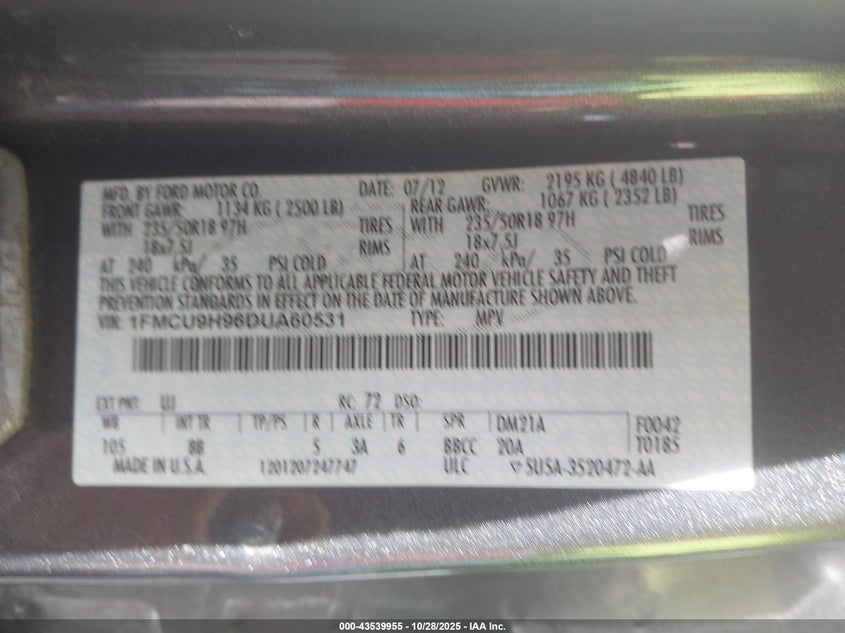 MFD. BY FORD MOTOR CO. DATE: 07/12 GVWR: 2195 KG ( 4840 LB)
FRONT GAWR: 1134 KG ( 2500 LB) REAR GAWR: 1067 KG ( 2352 LB)
WITH 235/50R18 97H TIRES WITH 235/50R18 97H TIRES
18x7.5J RIMS 18x7.5J RIMS
AT 240 kPa/ 35 PSI COLD AT 240 kPa/ 35 PSI COLD
THIS VEHICLE CONFORMS TO ALL APPLICABLE FEDERAL MOTOR VEHICLE SAFETY AND THEFT
PREVENTION STANDARDS IN EFFECT ON THE DATE OF MANUFACTURE SHOWN ABOVE.
VIN: 1FMCU9H96DUA60531 TYPE: MPV
EXT PNT: UJ RC: 72 DSO:
WB INT TR TP/PS R AXLE TR SPR DM21A F0042
105 BB 5 3A 6 BBCC 20A T0185
MADE IN U.S.A. 1201207247747 ULC 5U5A-3520472-AA
000-43539955 - 10/28/2025 - IAA Inc.